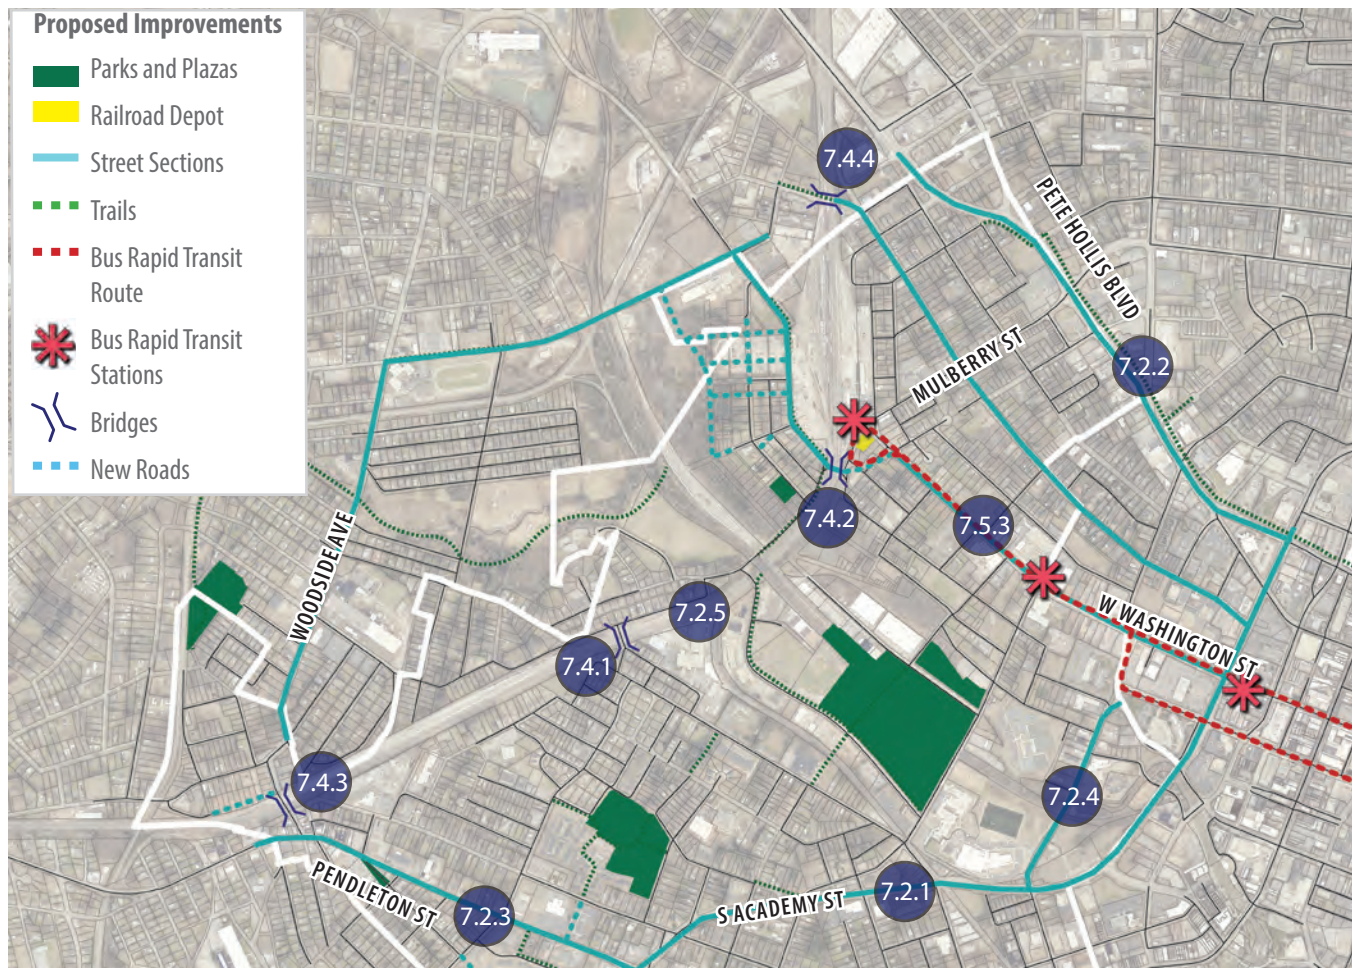 Proposed Improvements
Parks and Plazas
Railroad Depot
Street Sections
Trails
Bus Rapid Transit
Route
Bus Rapid Transit
Stations
Bridges
New Roads
7.4.4
PETE HOLLIS BLVD
7.2.2
MULBERRY ST
7.4.2
7.5.3
WOODSIDE AVE
7.2.5
W WASHINGTON ST
7.4.1
7.4.3
7.2.4
PENDLETON ST
7.2.3
S ACADEMY ST
7.2.1